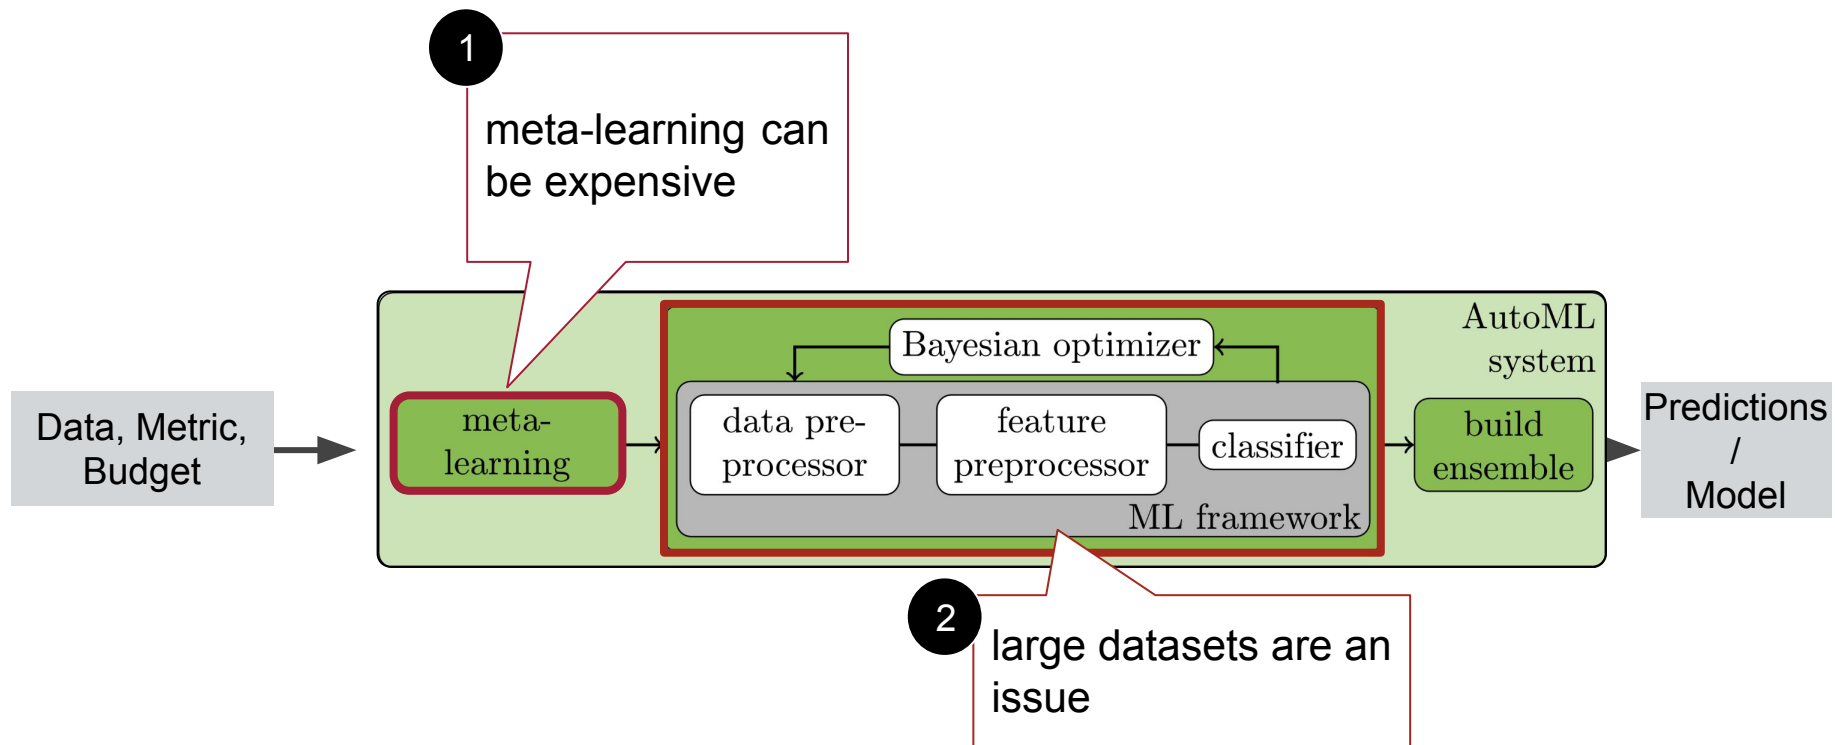 1
meta-learning can
be expensive
AutoML
system
Bayesian optimizer
Data, Metric,
Budget
meta-
learning
data pre-
processor
feature
preprocessor
classifier
ML framework
build
ensemble
Predictions
/
Model
2
large datasets are an
issue